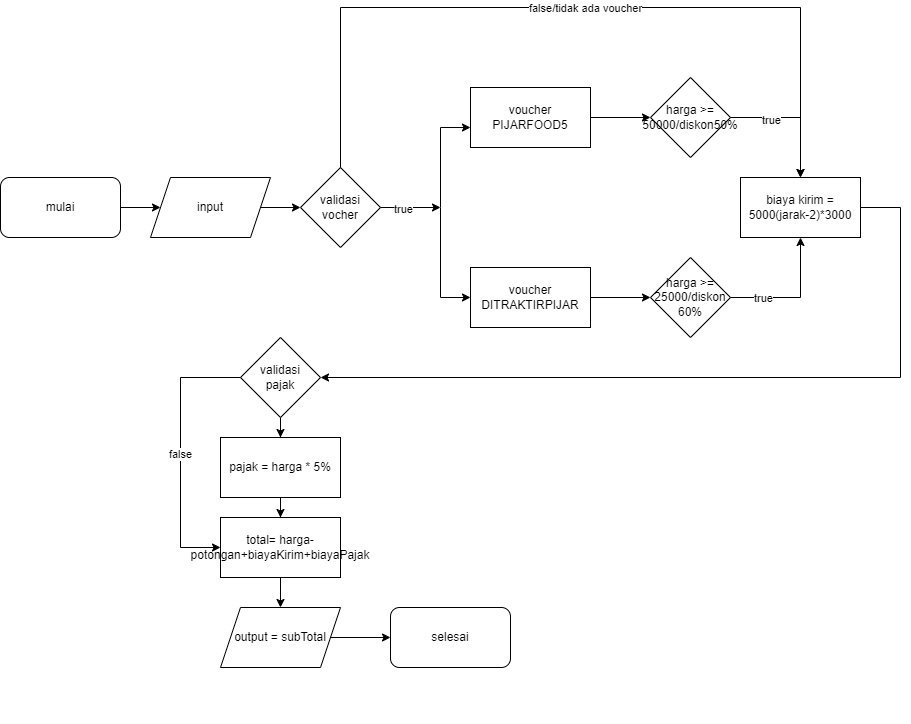 false/tidak ada voucher
mulai
input
validasi
vocher
true
voucher
PIJARFOOD5
harga >=
50000/diskon50%
true
voucher
DITRAKTIRPIJAR
harga >=
25000/diskon
60%
true
biaya kirim =
5000(jarak-2)*3000
validasi
pajak
false
pajak = harga * 5%
total= harga-
potongan+biayaKirim+biayaPajak
output = subTotal
selesai